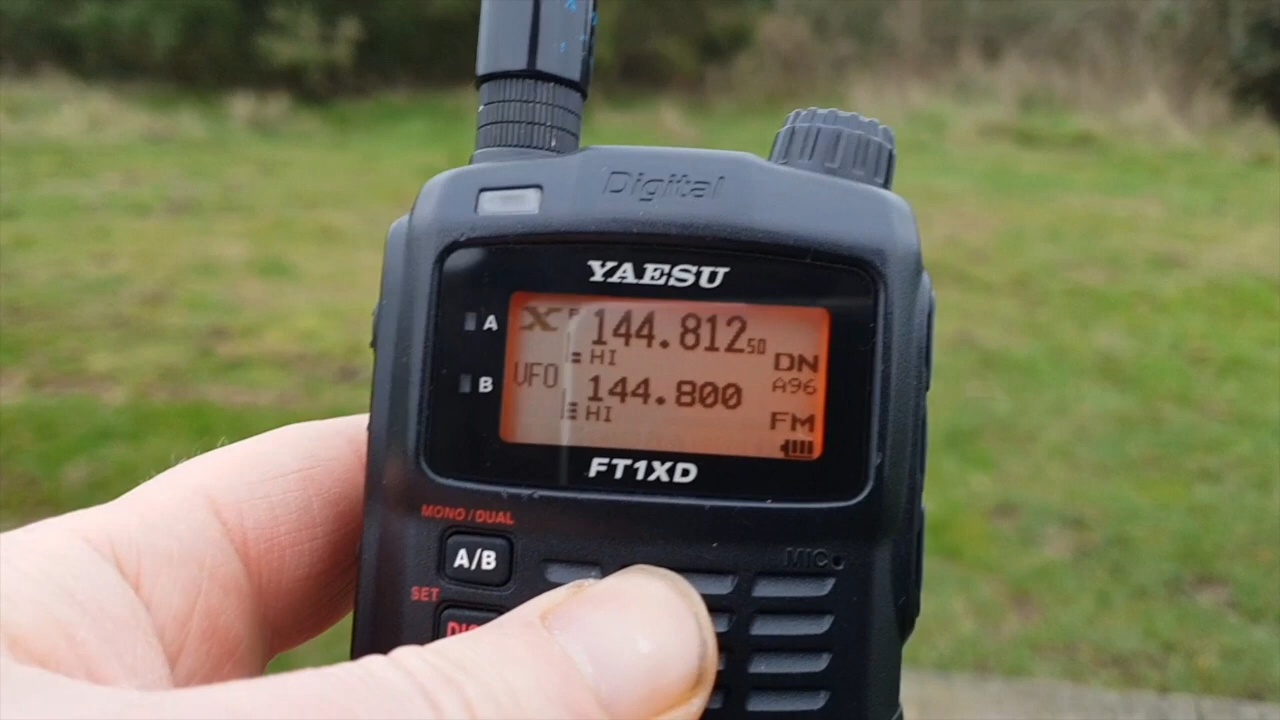 Digital
YAESU
A
144.812 50
HI
DN
VFO
A96
B
144.800
HI
FM
FT1XD
MONO/DUAL
A/B
MIC
SET